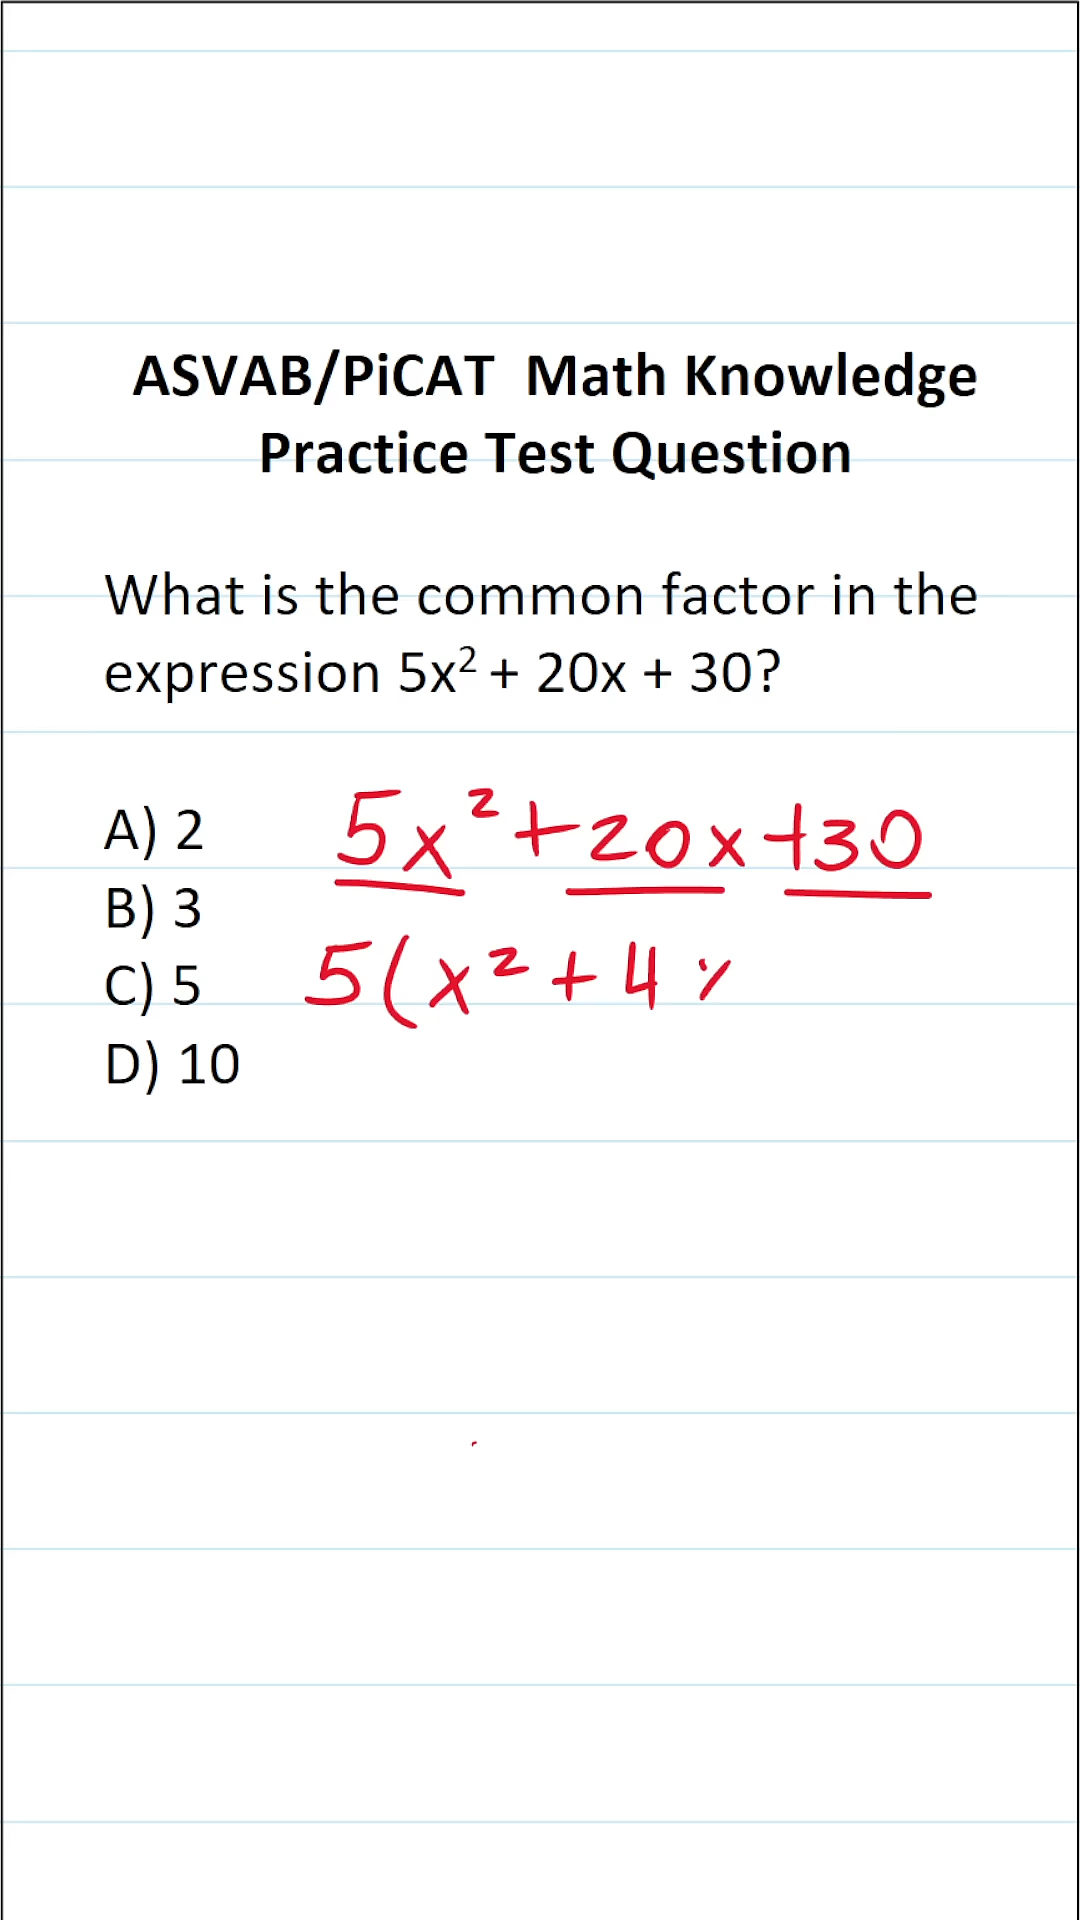 ASVAB/PiCAT Math Knowledge
Practice Test Question
What is the common factor in the
expression 5x² + 20x + 30?
A) 2
5x² + 20x + 30
B) 3
C) 5
5(x² + 4x
D) 10